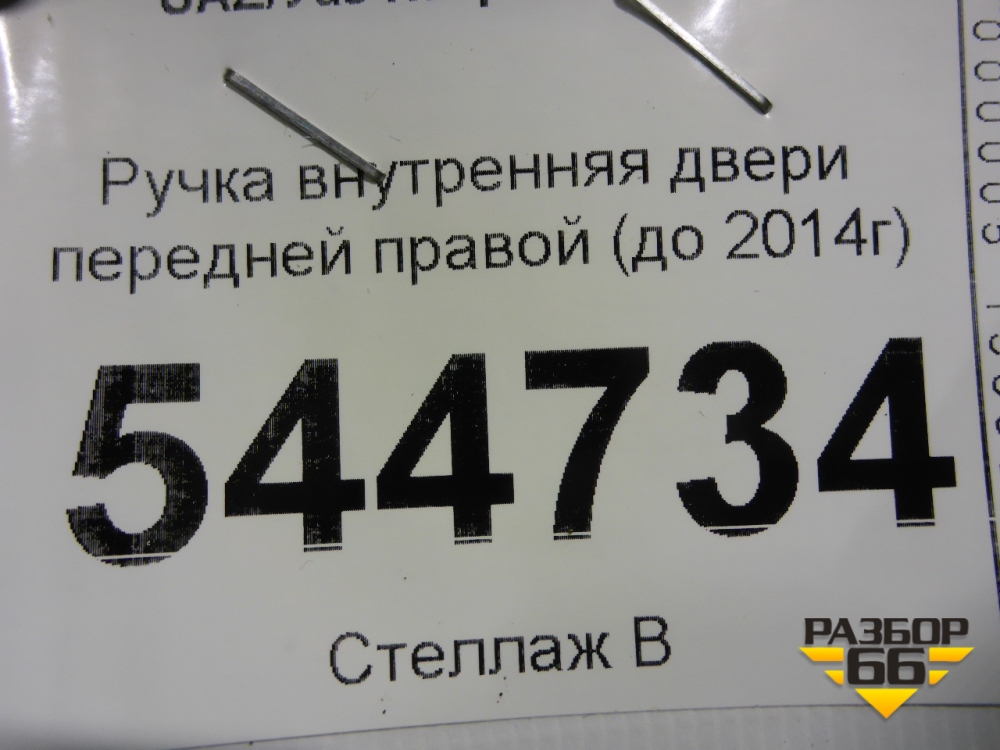 Ручка внутренняя двери
передней правой (до 2014г)
544734
Стеллаж В
РАЗБОР
66